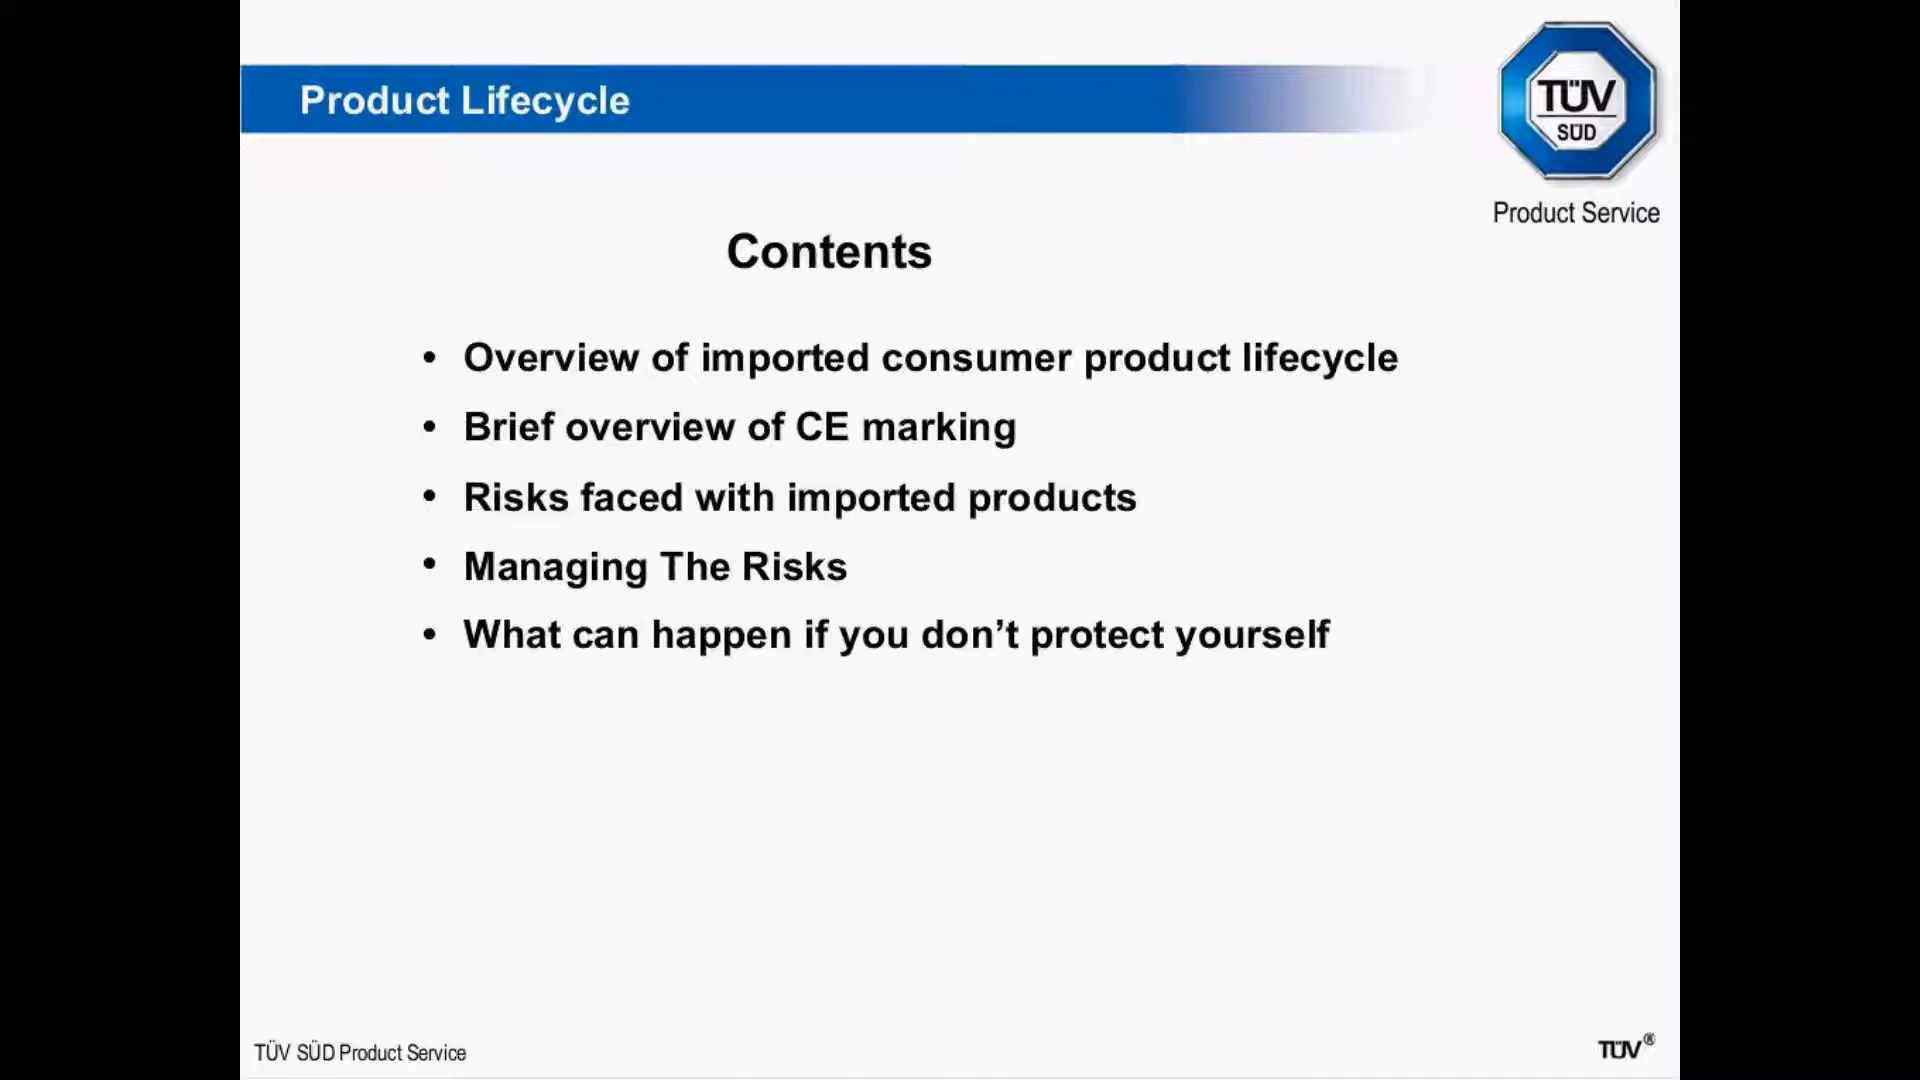 Product Lifecycle
TÜV
SÜD
Product Service
Contents
• Overview of imported consumer product lifecycle
• Brief overview of CE marking
• Risks faced with imported products
• Managing The Risks
• What can happen if you don’t protect yourself
TÜV SÜD Product Service
TÜV®